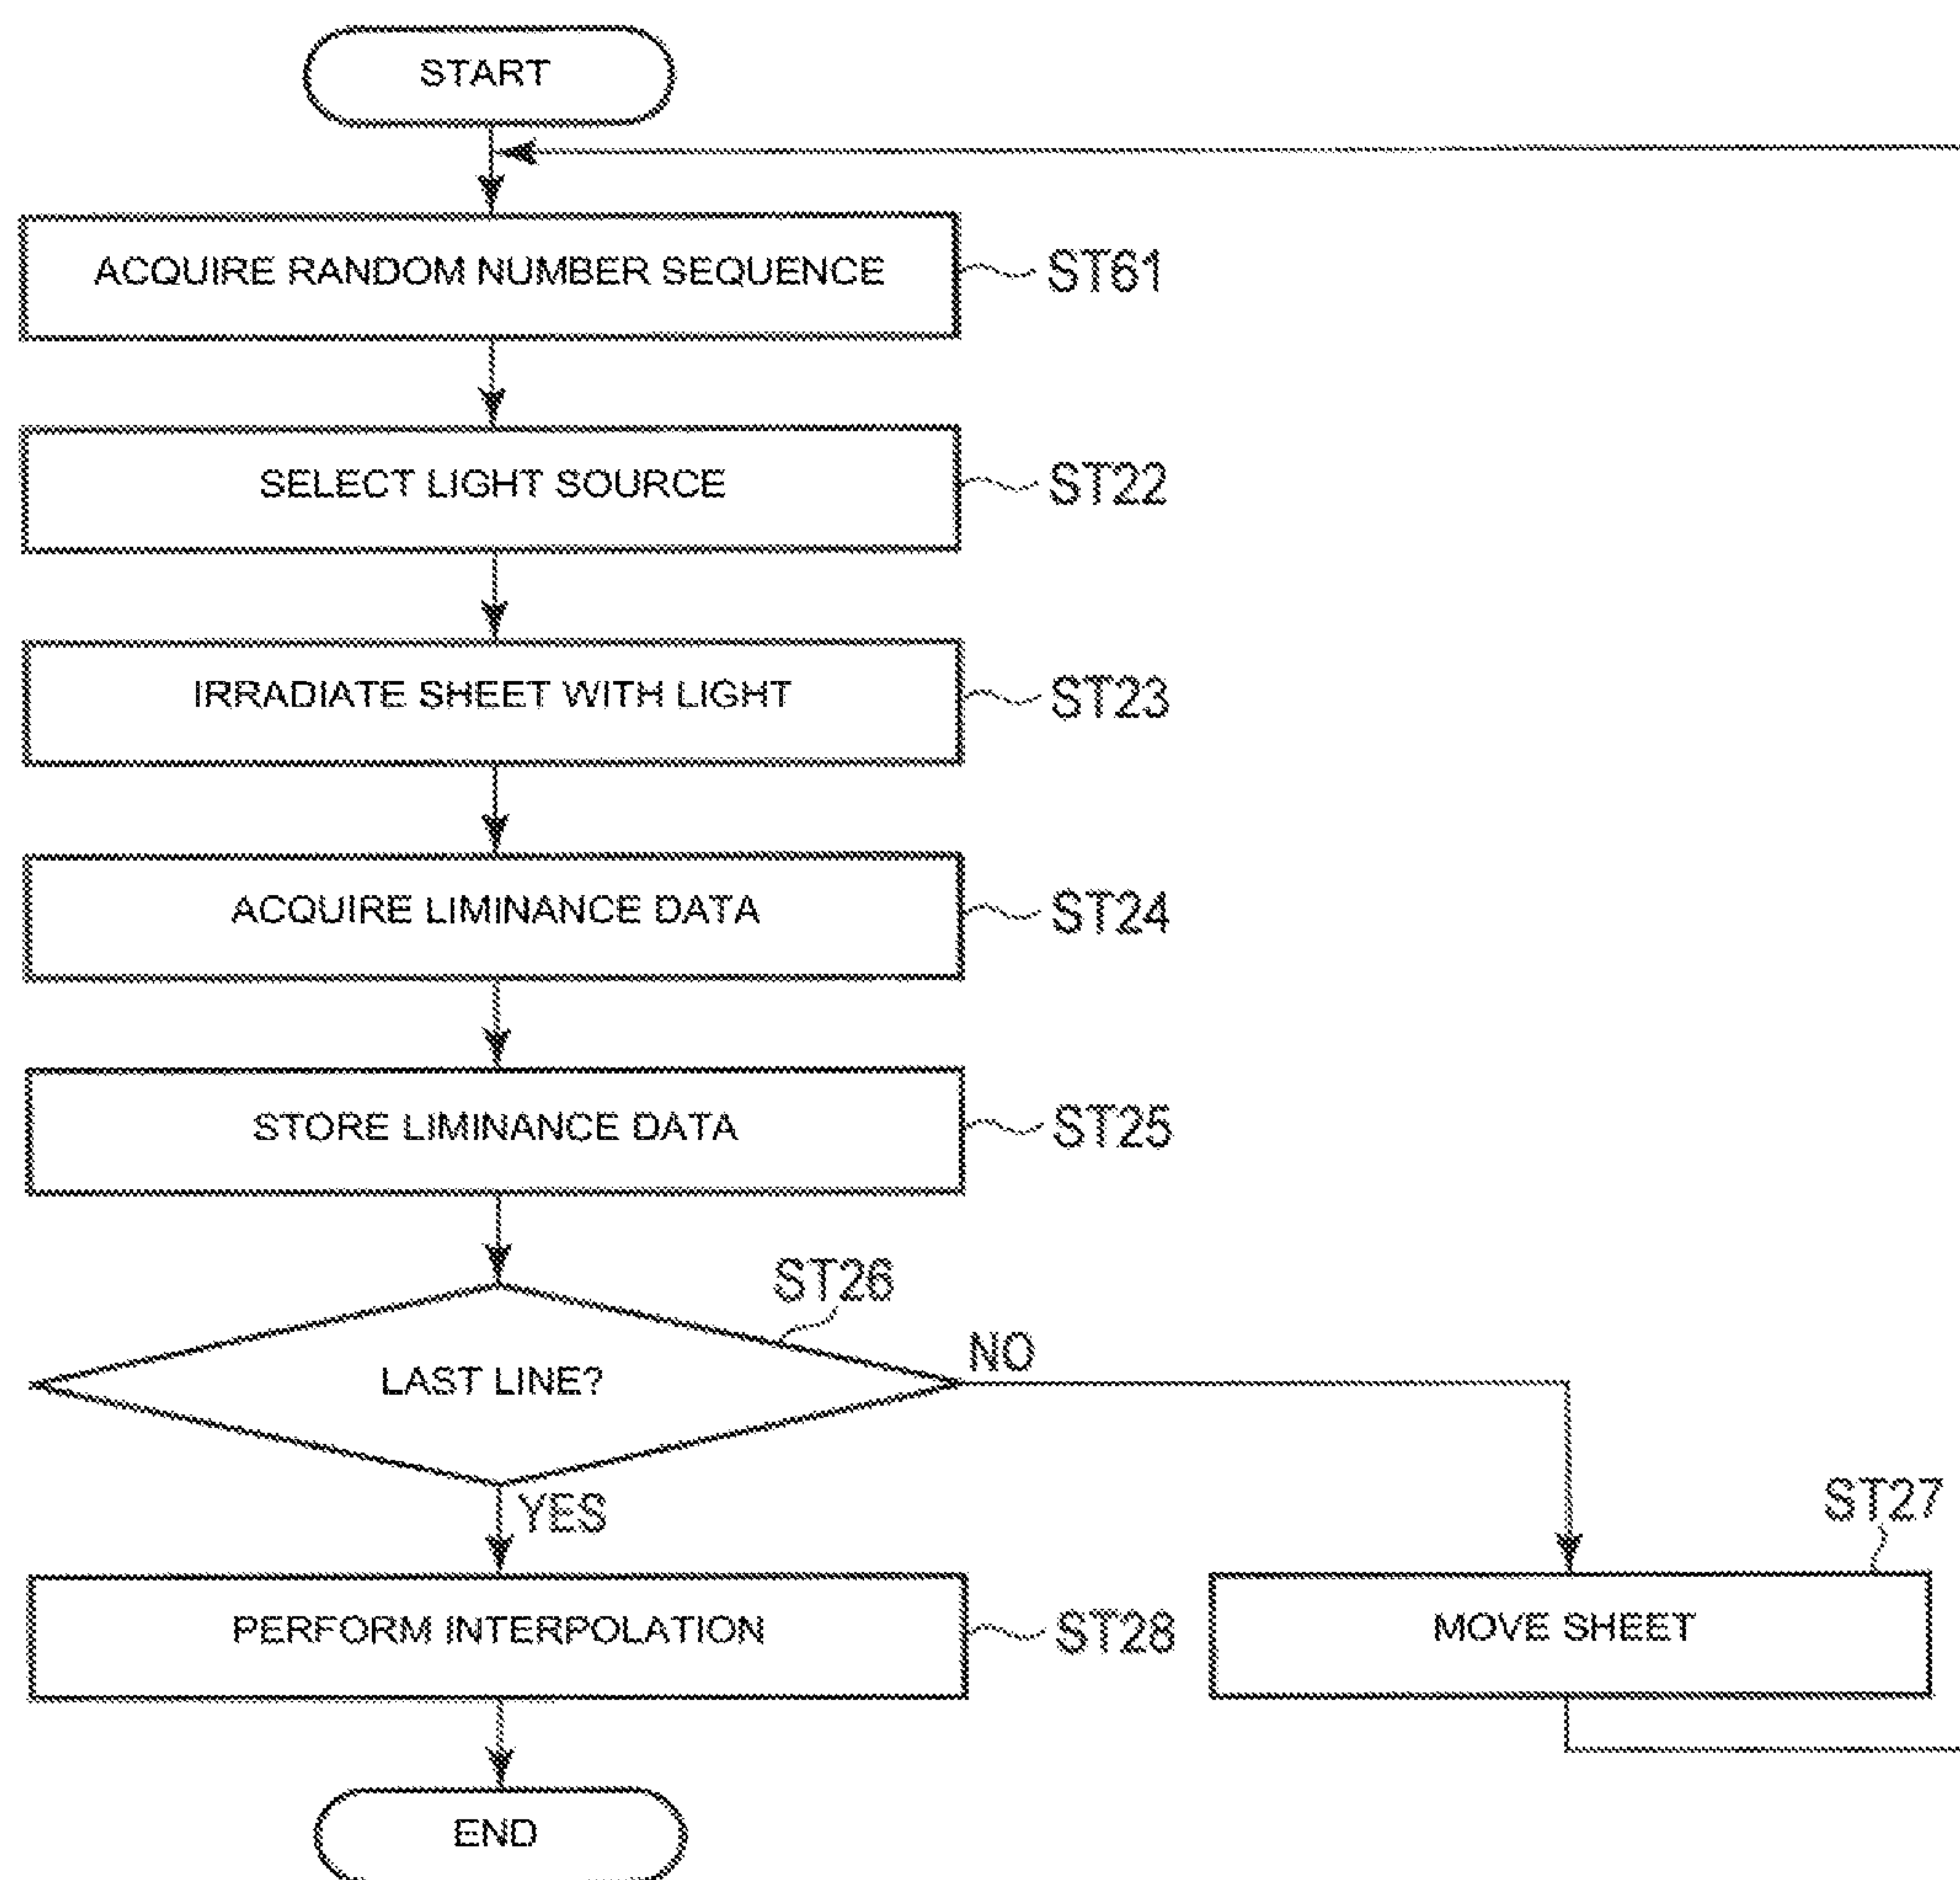 START
ACQUIRE RANDOM NUMBER SEQUENCE
ST61
SELECT LIGHT SOURCE
ST22
IRRADIATE SHEET WITH LIGHT
ST23
ACQUIRE LIMINANCE DATA
ST24
STORE LIMINANCE DATA
ST25
ST26
LAST LINE?
NO
YES
ST27
PERFORM INTERPOLATION
ST28
MOVE SHEET
END